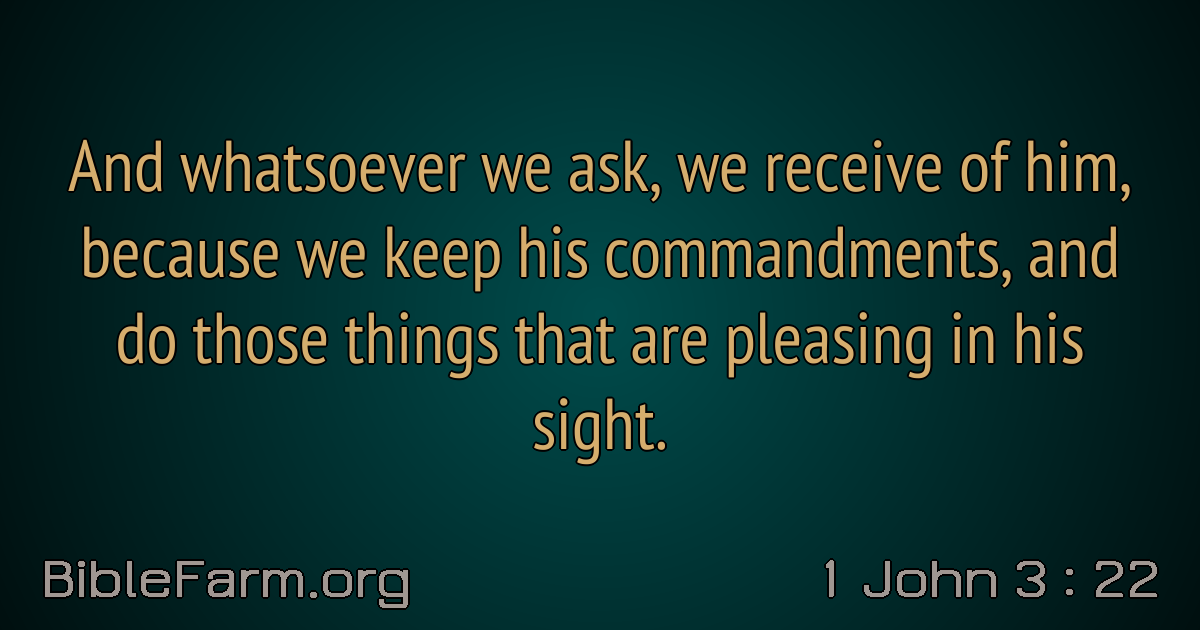 And whatsoever we ask, we receive of him,
because we keep his commandments, and
do those things that are pleasing in his
sight.
BibleFarm.org
1 John 3 : 22